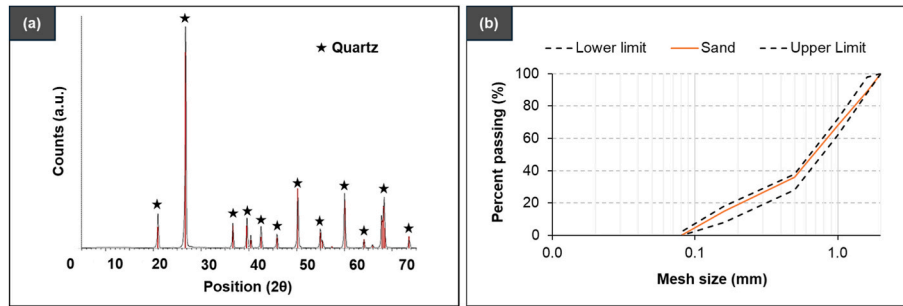 (a)
★ Quartz
Counts (a.u.)
0 10 20 30 40 50 60 70
Position (2θ)
(b)
Lower limit Sand Upper Limit
Percent passing (%)
100
80
60
40
20
0
0.0 0.1 1.0
Mesh size (mm)